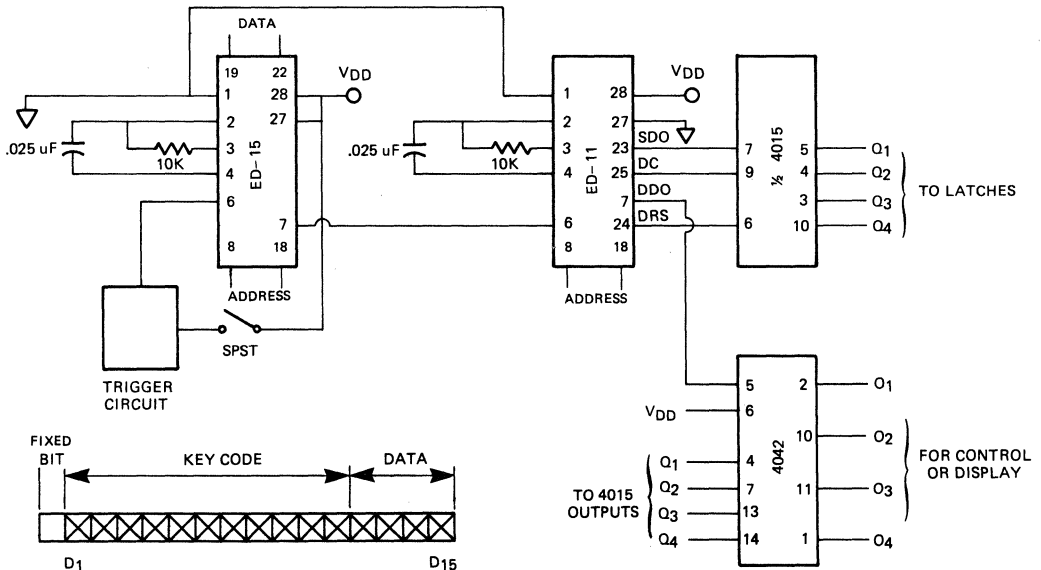 DATA
19 22
1 28
2 27
3
4
6
7
8 18
ED-15
VDD
.025 uF
10K
ADDRESS
SPST
TRIGGER
CIRCUIT
1 28
2 27
3 23
4 25
7
6 24
8 18
ED-11
VDD
.025 uF
10K
ADDRESS
SDO
DC
DDO
DRS
7 5
9 4
3
6 10
½ 4015
Q1
Q2
Q3
Q4
TO LATCHES
5 2
6
10
4
7
11
13
14 1
4042
VDD
Q1
Q2
Q3
Q4
TO 4015
OUTPUTS
O1
O2
O3
O4
FOR CONTROL
OR DISPLAY
FIXED
BIT
KEY CODE
DATA
D1 D15